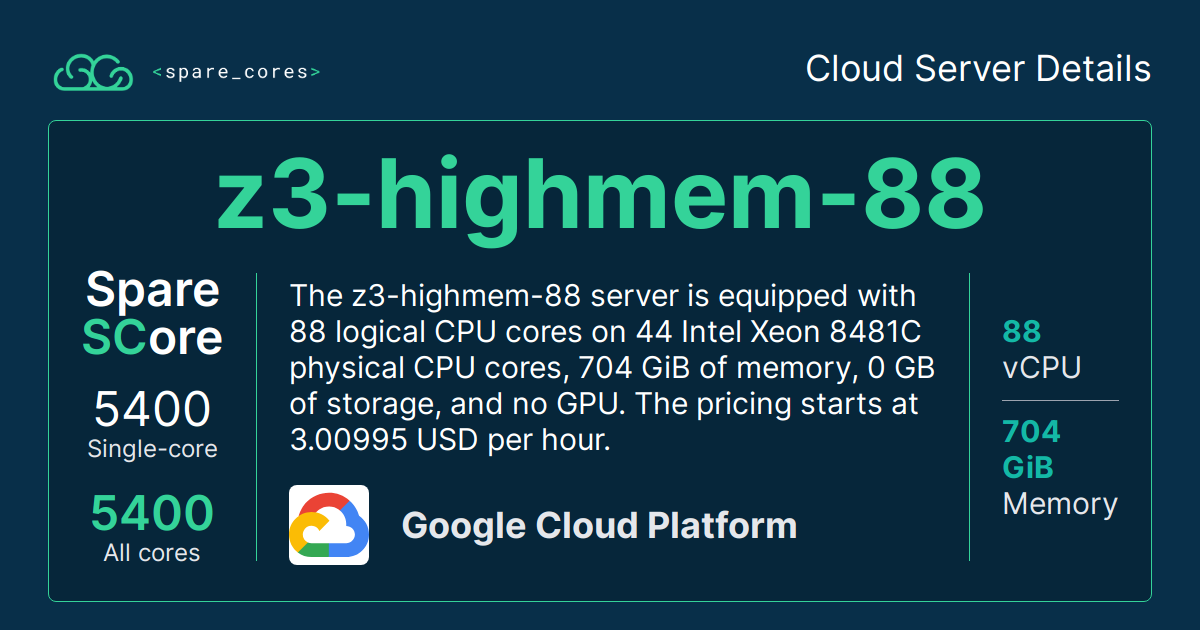 <spare_cores>
Cloud Server Details
z3-highmem-88
Spare
SCore
5400
Single-core
5400
All cores
The z3-highmem-88 server is equipped with
88 logical CPU cores on 44 Intel Xeon 8481C
physical CPU cores, 704 GiB of memory, 0 GB
of storage, and no GPU. The pricing starts at
3.00995 USD per hour.
Google Cloud Platform
88
vCPU
704
GiB
Memory